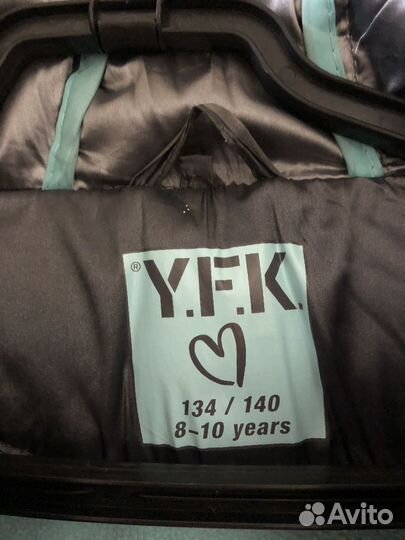 ® Y.F.K.
134 / 140
8-10 years
Avito